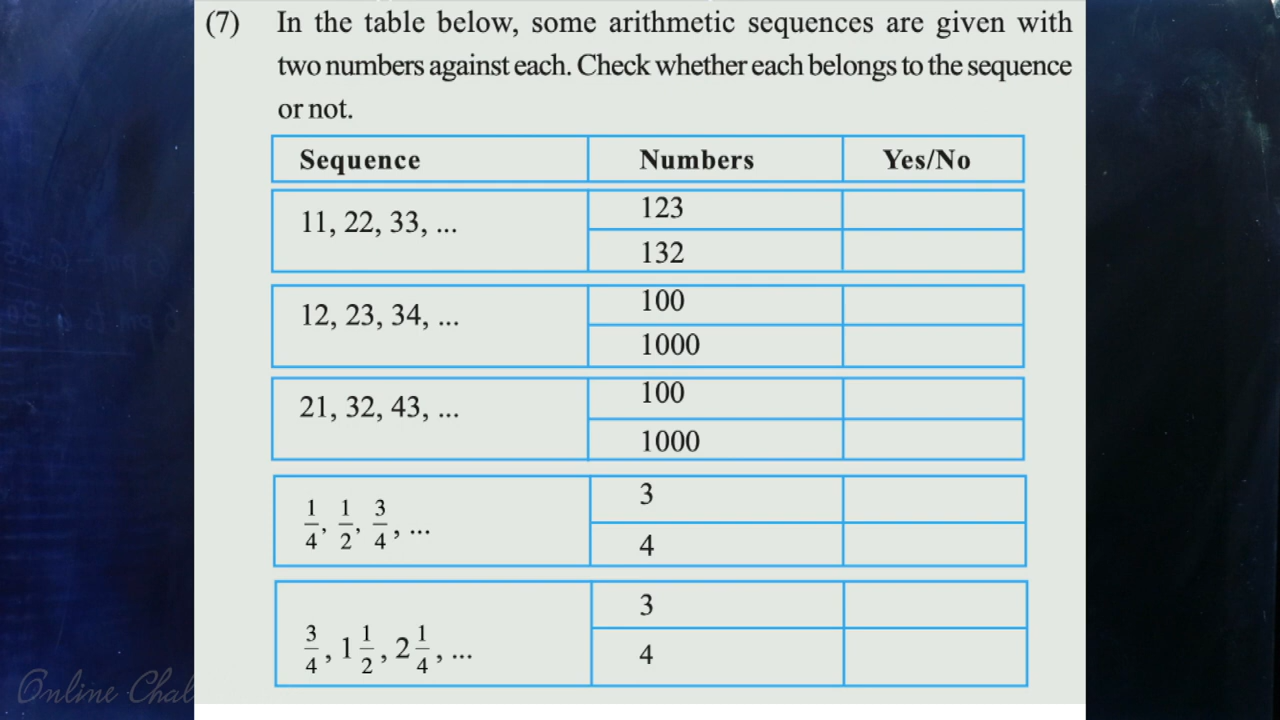 (7) In the table below, some arithmetic sequences are given with
two numbers against each. Check whether each belongs to the sequence
or not.
Sequence Numbers Yes/No
11, 22, 33, ... 123
132
12, 23, 34, ... 100
1000
21, 32, 43, ... 100
1000
1/4, 1/2, 3/4, ... 3
4
3/4, 1 1/2, 2 1/4, ... 3
4
Online Chal